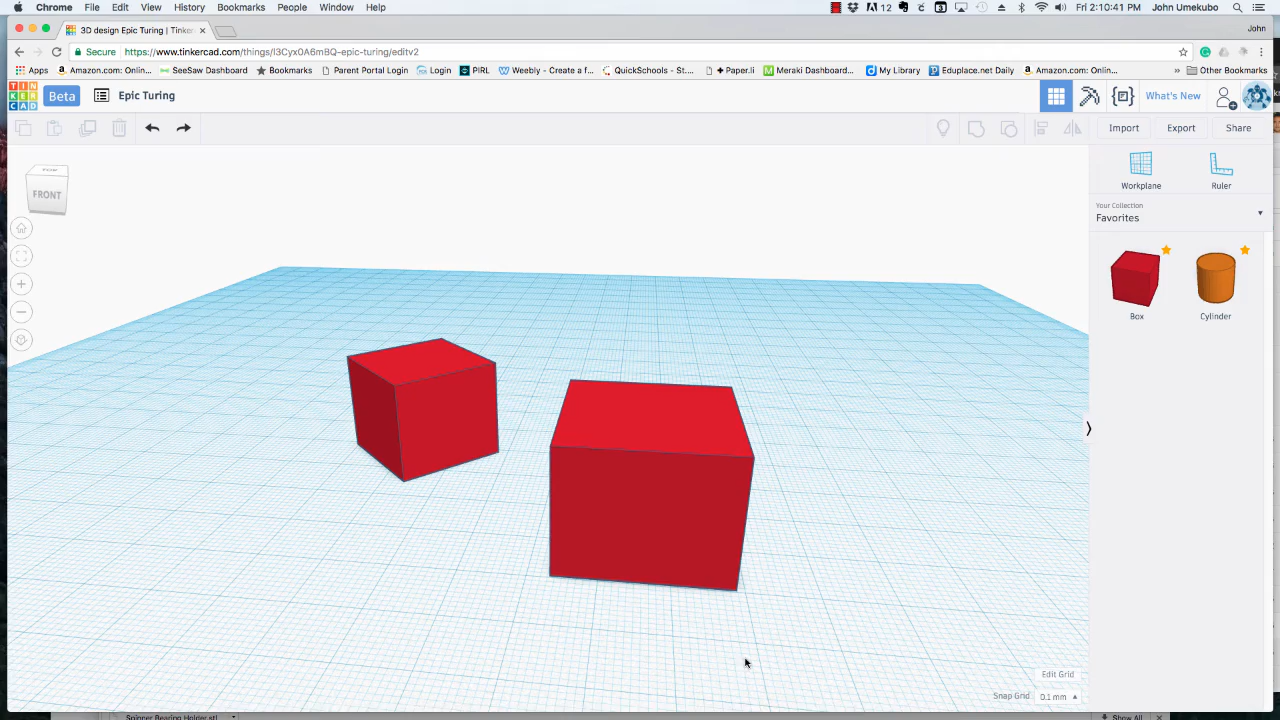 Chrome File Edit View History Bookmarks People Window Help 12 3 Fri 2:10:41 PM John Umekubo
3D design Epic Turing | Tinker John
Secure https://www.tinkercad.com/things/l3Cyx0A6mBQ-epic-turing/editv2
Apps Amazon.com: Onlin... SeeSaw Dashboard Bookmarks Parent Portal Login Login PIRL Weebly - Create a f... QuickSchools - St... Paper.li Meraki Dashboard... My Library Eduplace.net Daily Amazon.com: Onlin... » Other Bookmarks
TIN
KER
CAD
Beta Epic Turing What's New
Import Export Share
TOP
FRONT
Workplane Ruler
Your Collection
Favorites
Box Cylinder
Edit Grid
Snap Grid 0.1 mm
Spinner Bearing Holder.stl Show All